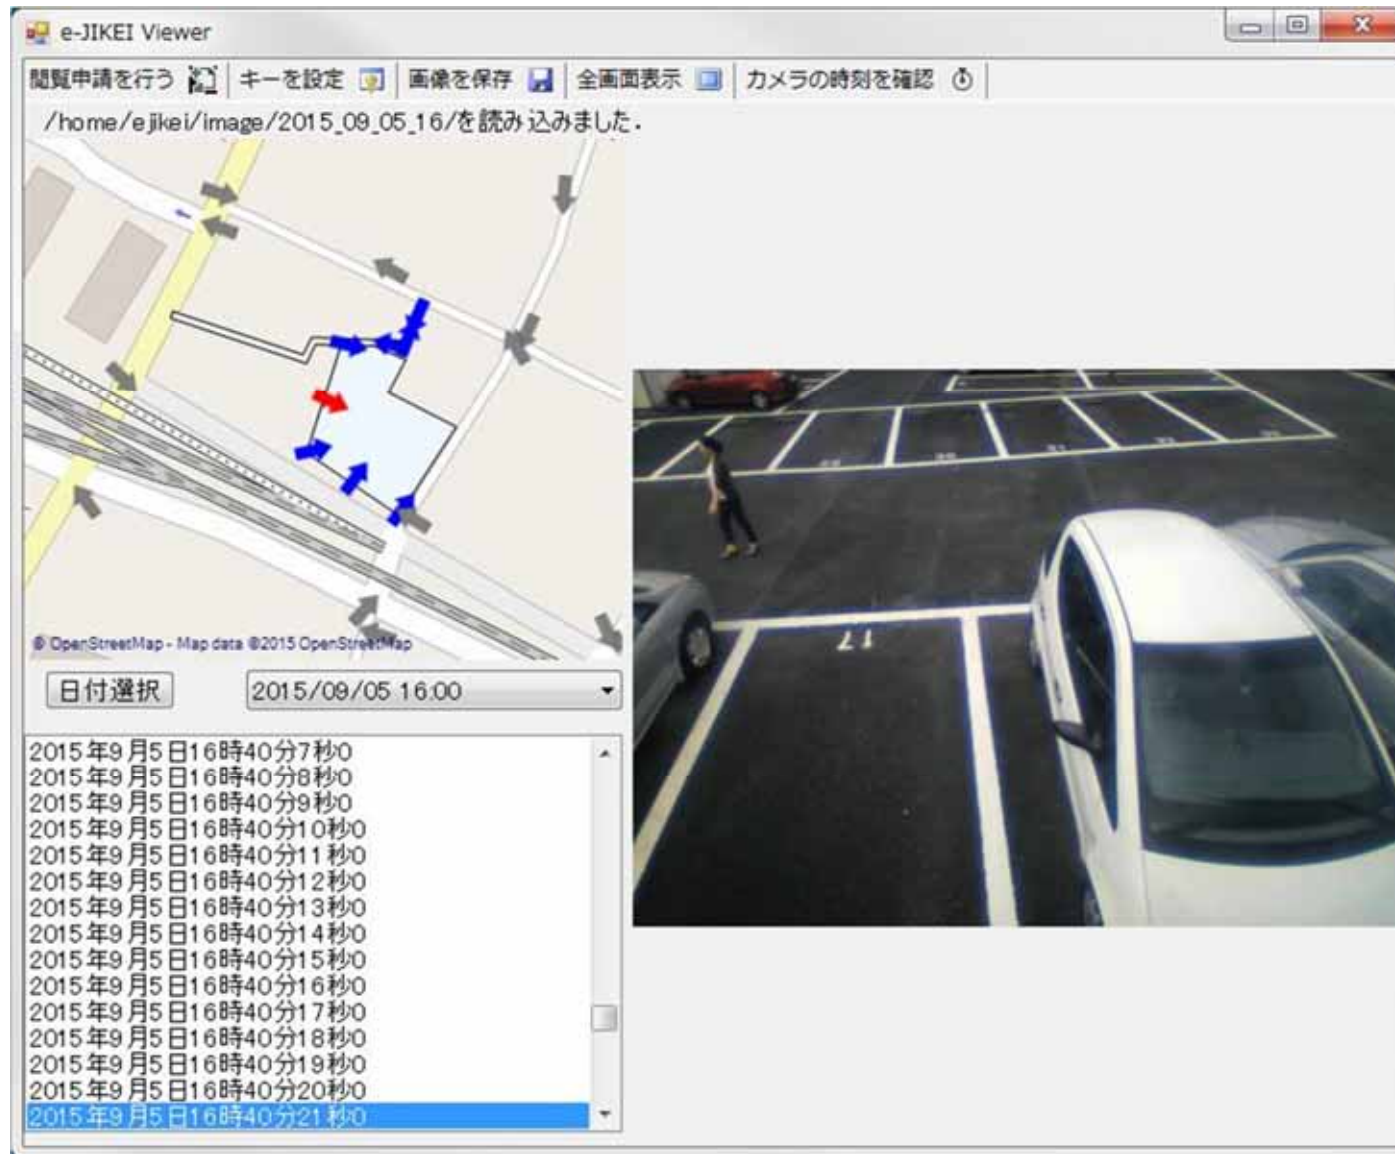 e-JIKEI Viewer
閲覧申請を行う キーを設定 画像を保存 全画面表示 カメラの時刻を確認
/home/ejikei/image/2015_09_05_16/を読み込みました.
© OpenStreetMap - Map data ©2015 OpenStreetMap
日付選択 2015/09/05 16:00
2015年9月5日16時40分7秒0
2015年9月5日16時40分8秒0
2015年9月5日16時40分9秒0
2015年9月5日16時40分10秒0
2015年9月5日16時40分11秒0
2015年9月5日16時40分12秒0
2015年9月5日16時40分13秒0
2015年9月5日16時40分14秒0
2015年9月5日16時40分15秒0
2015年9月5日16時40分16秒0
2015年9月5日16時40分17秒0
2015年9月5日16時40分18秒0
2015年9月5日16時40分19秒0
2015年9月5日16時40分20秒0
2015年9月5日16時40分21秒0
17